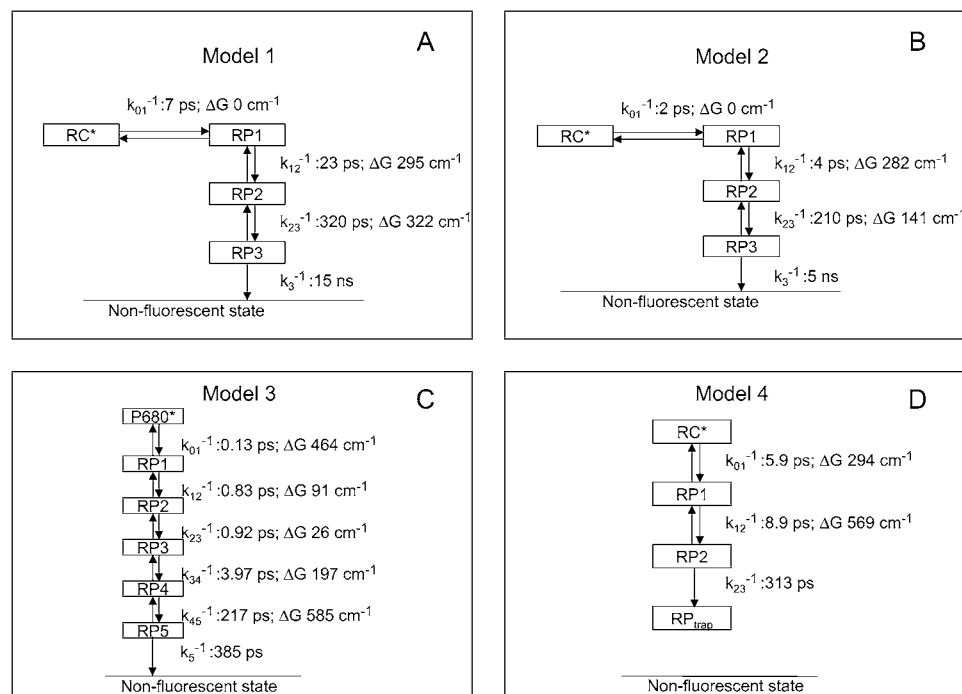 A
Model 1
k₀₁⁻¹:7 ps; ΔG 0 cm⁻¹
RC*
RP1
k₁₂⁻¹:23 ps; ΔG 295 cm⁻¹
RP2
k₂₃⁻¹:320 ps; ΔG 322 cm⁻¹
RP3
k₃⁻¹:15 ns
Non-fluorescent state
B
Model 2
k₀₁⁻¹:2 ps; ΔG 0 cm⁻¹
RC*
RP1
k₁₂⁻¹:4 ps; ΔG 282 cm⁻¹
RP2
k₂₃⁻¹:210 ps; ΔG 141 cm⁻¹
RP3
k₃⁻¹:5 ns
Non-fluorescent state
Model 3
C
P680*
k₀₁⁻¹:0.13 ps; ΔG 464 cm⁻¹
RP1
k₁₂⁻¹:0.83 ps; ΔG 91 cm⁻¹
RP2
k₂₃⁻¹:0.92 ps; ΔG 26 cm⁻¹
RP3
k₃₄⁻¹:3.97 ps; ΔG 197 cm⁻¹
RP4
k₄₅⁻¹:217 ps; ΔG 585 cm⁻¹
RP5
k₅⁻¹:385 ps
Non-fluorescent state
Model 4
D
RC*
k₀₁⁻¹:5.9 ps; ΔG 294 cm⁻¹
RP1
k₁₂⁻¹:8.9 ps; ΔG 569 cm⁻¹
RP2
k₂₃⁻¹:313 ps
RP_trap
Non-fluorescent state